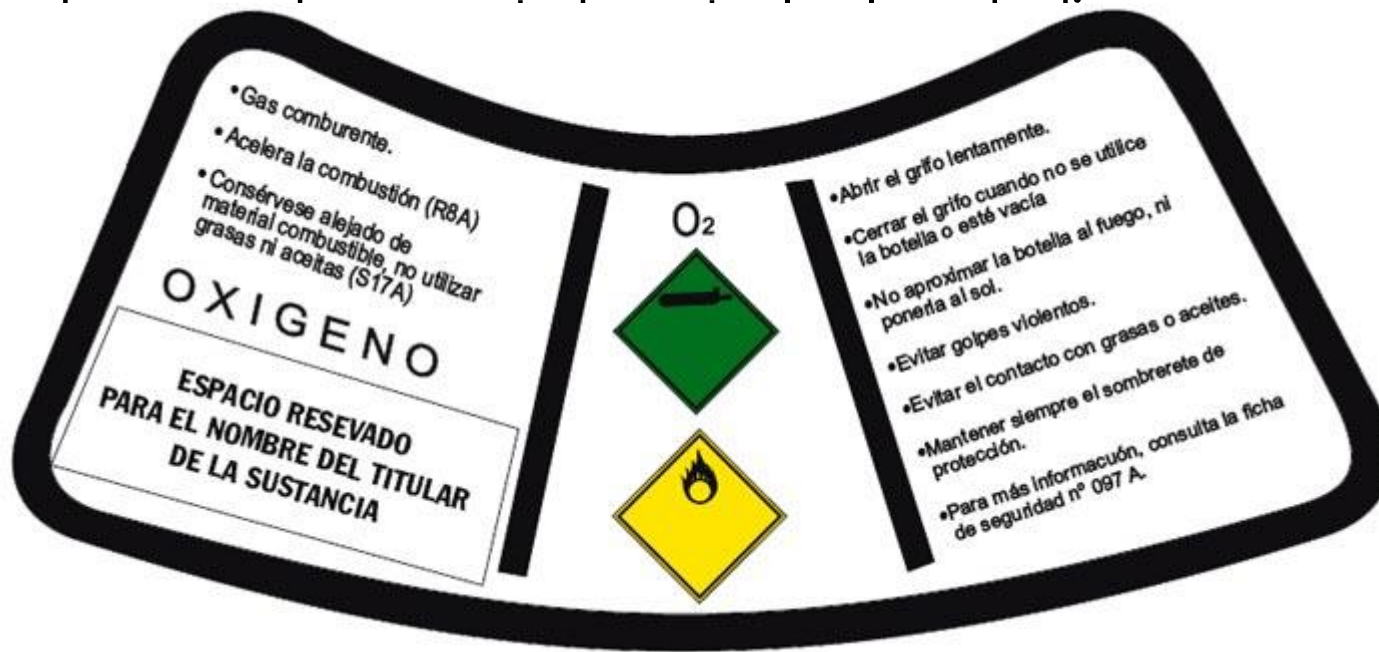 •Gas comburente.
•Acelera la combustión (R8A)
•Consérvese alejado de
material combustible, no utilizar
grasas ni aceitas (S17A)
OXIGENO
ESPACIO RESEVADO
PARA EL NOMBRE DEL TITULAR
DE LA SUSTANCIA
O2
•Abrir el grifo lentamente.
•Cerrar el grifo cuando no se utilice
la botella o esté vacía
•No aproximar la botella al fuego, ni
ponerla al sol.
•Evitar golpes violentos.
•Evitar el contacto con grasas o aceites.
•Mantener siempre el sombrerete de
protección.
•Para más informacuón, consulta la ficha
de seguridad nº 097 A.